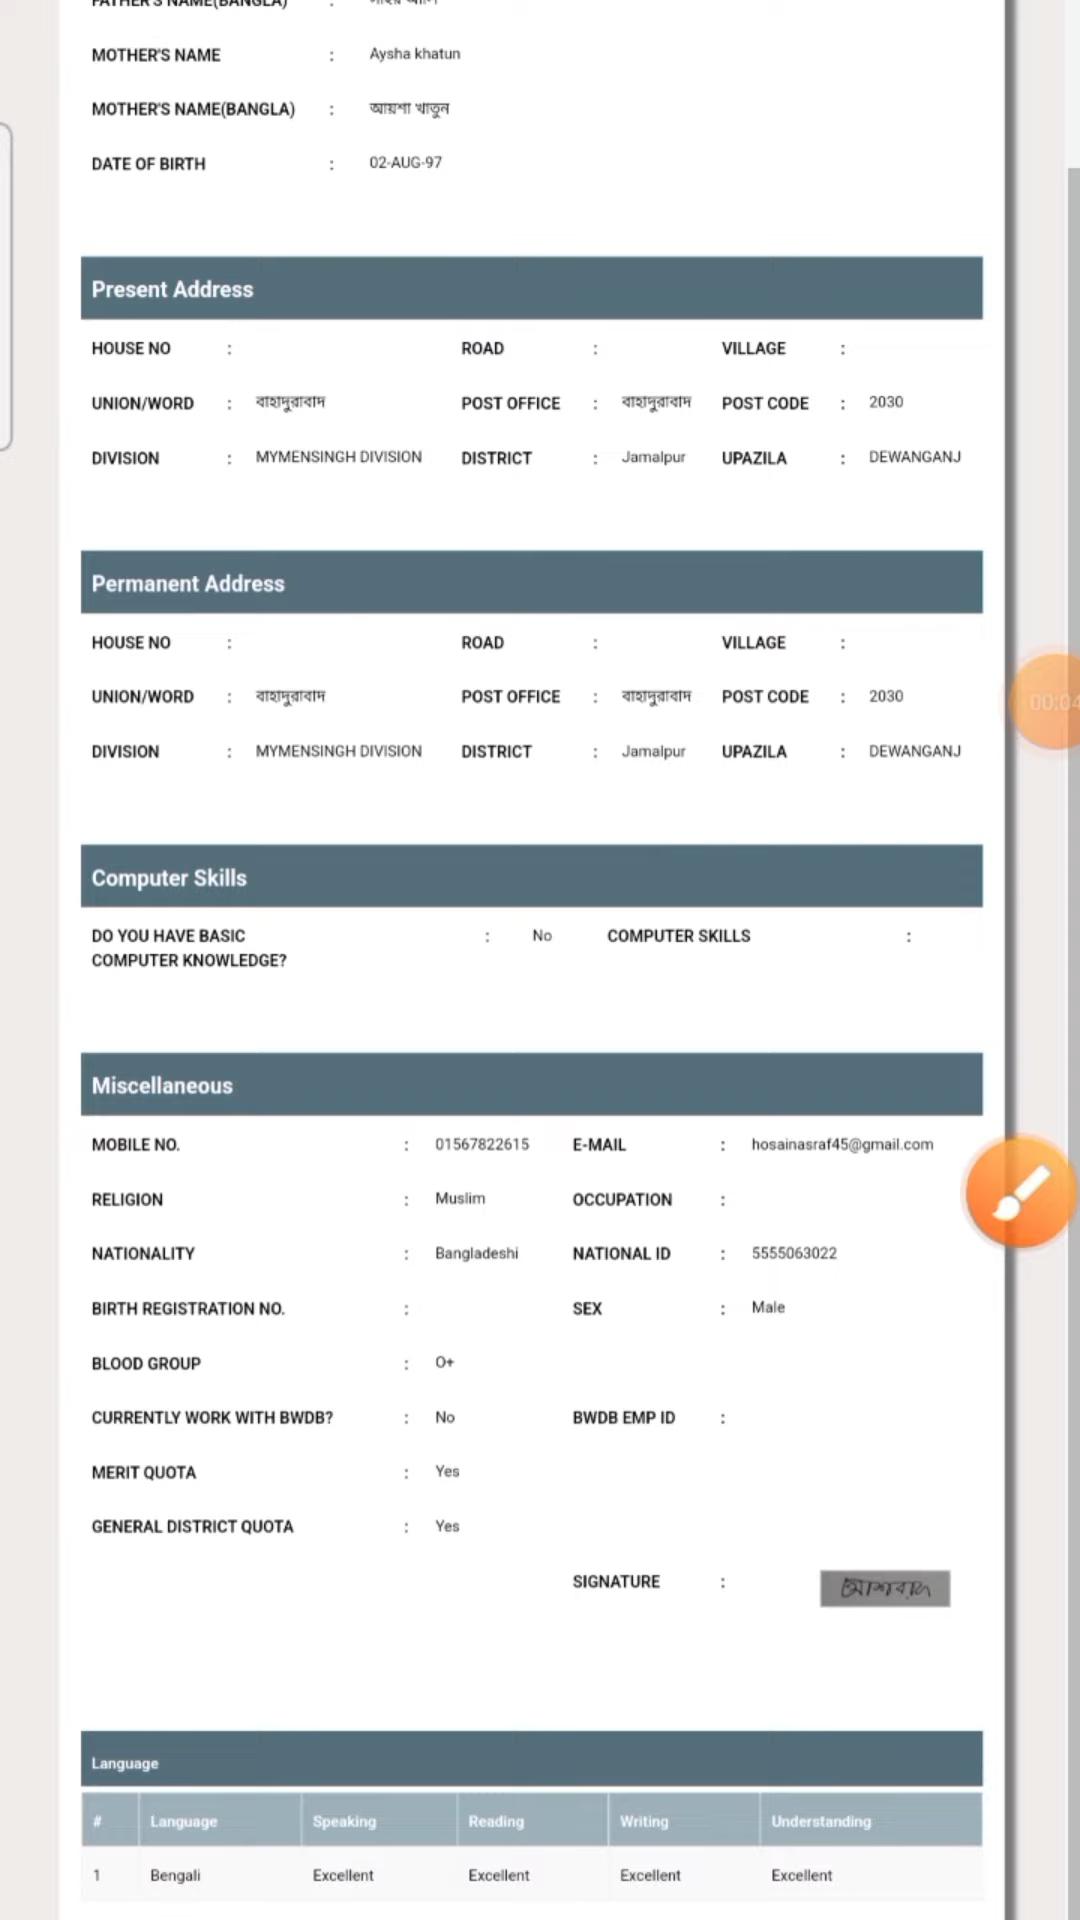 FATHER'S NAME(BANGLA) :
MOTHER'S NAME : Aysha khatun
MOTHER'S NAME(BANGLA) : আয়শা খাতুন
DATE OF BIRTH : 02-AUG-97
Present Address
HOUSE NO : ROAD : VILLAGE :
UNION/WORD : বাহাদুরাবাদ POST OFFICE : বাহাদুরাবাদ POST CODE : 2030
DIVISION : MYMENSINGH DIVISION DISTRICT : Jamalpur UPAZILA : DEWANGANJ
Permanent Address
HOUSE NO : ROAD : VILLAGE :
UNION/WORD : বাহাদুরাবাদ POST OFFICE : বাহাদুরাবাদ POST CODE : 2030
DIVISION : MYMENSINGH DIVISION DISTRICT : Jamalpur UPAZILA : DEWANGANJ
00:04
Computer Skills
DO YOU HAVE BASIC : No COMPUTER SKILLS :
COMPUTER KNOWLEDGE?
Miscellaneous
MOBILE NO. : 01567822615 E-MAIL : hosainasraf45@gmail.com
RELIGION : Muslim OCCUPATION :
NATIONALITY : Bangladeshi NATIONAL ID : 5555063022
BIRTH REGISTRATION NO. : SEX : Male
BLOOD GROUP : O+
CURRENTLY WORK WITH BWDB? : No BWDB EMP ID :
MERIT QUOTA : Yes
GENERAL DISTRICT QUOTA : Yes
SIGNATURE :
Language
# Language Speaking Reading Writing Understanding
1 Bengali Excellent Excellent Excellent Excellent